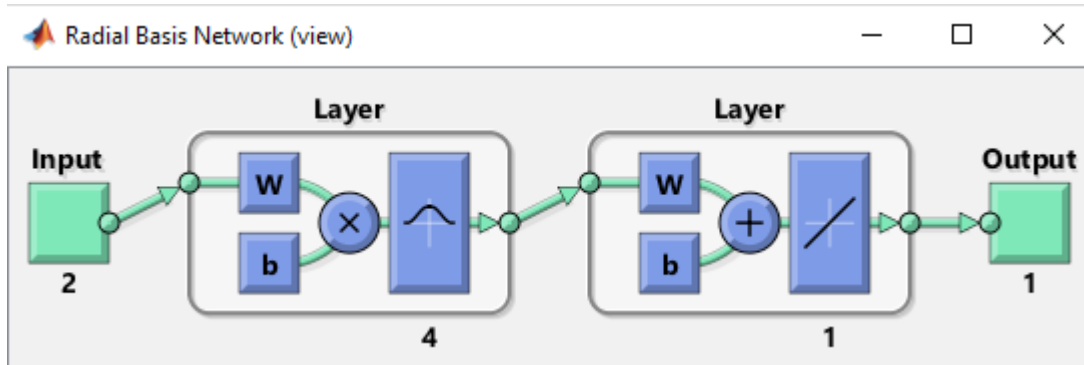 Radial Basis Network (view)
Layer Layer
Input Output
W W
b b
2 1
4 1